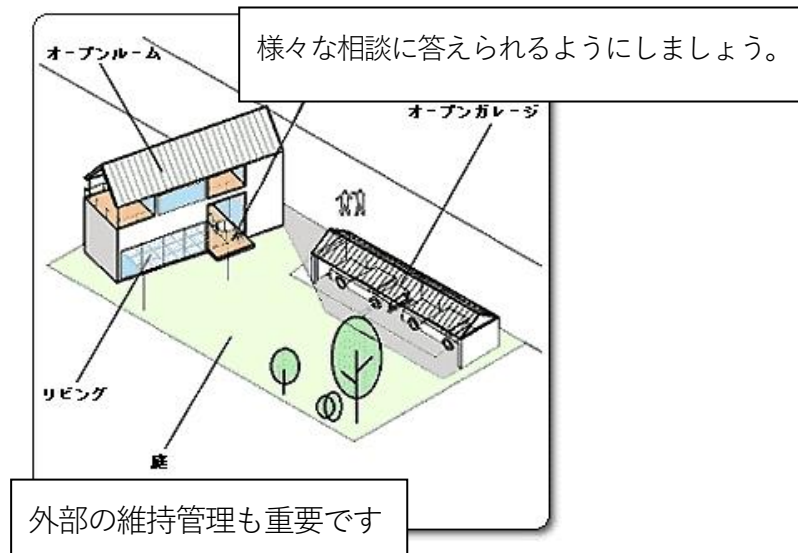 様々な相談に答えられるようにしましょう。
オープンルーム
オープンガレージ
リビング
庭
外部の維持管理も重要です